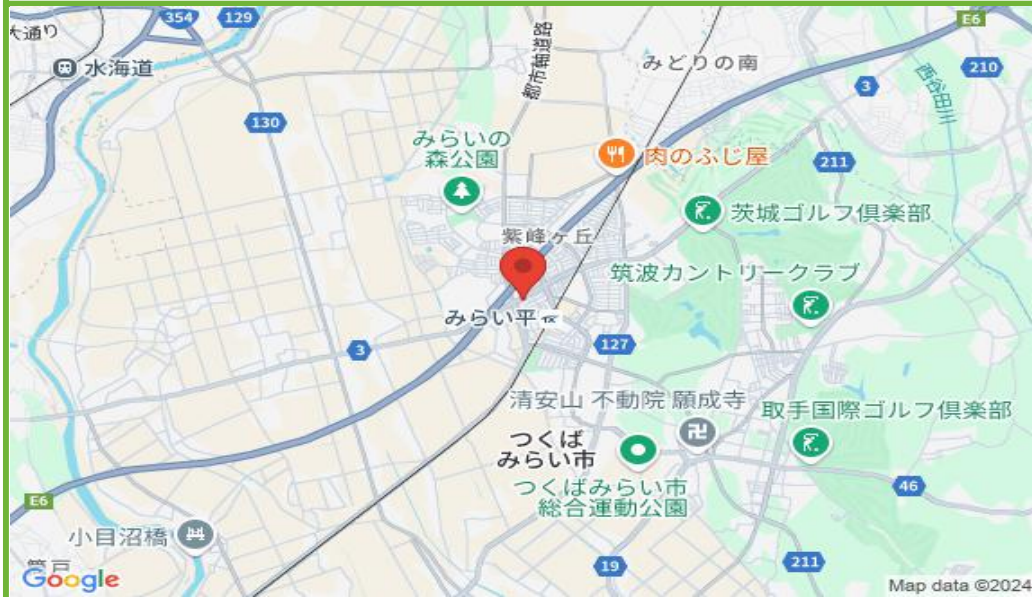 大通り
354
129
E6
水海道
都市軸道路
みどりの南
3
210
西谷田川
130
みらいの
森公園
肉のふじ屋
211
茨城ゴルフ倶楽部
紫峰ヶ丘
筑波カントリークラブ
みらい平
3
127
清安山 不動院 願成寺
取手国際ゴルフ倶楽部
つくば
みらい市
つくばみらい市
総合運動公園
46
E6
小目沼橋
19
211
Google
Map data ©2024